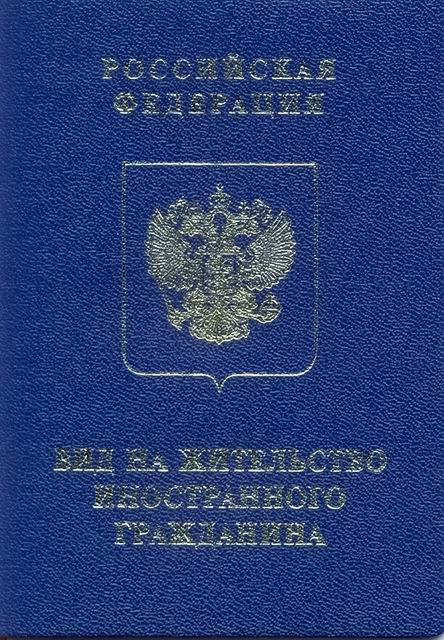 РОССИЙСКАЯ
ФЕДЕРАЦИЯ
ВИД НА ЖИТЕЛЬСТВО
ИНОСТРАННОГО
ГРАЖДАНИНА